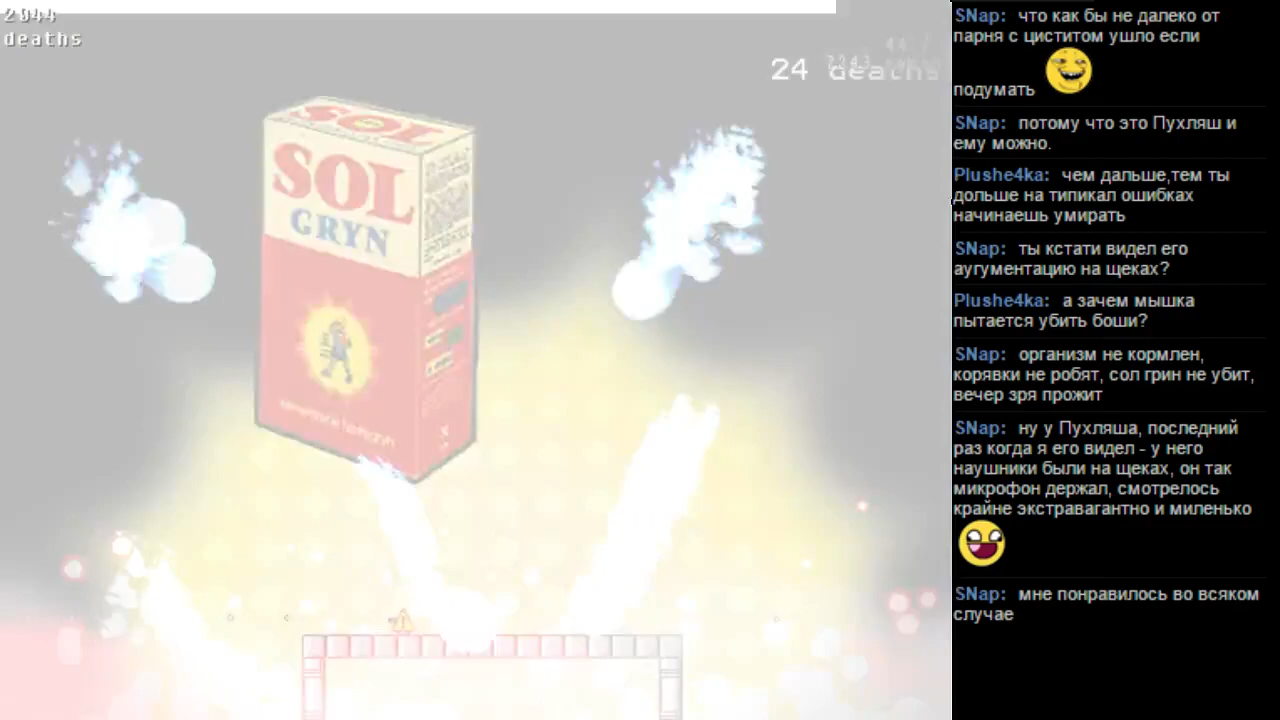 2044
deaths
24 deaths
SOL
SOL
GRYN
SNap: что как бы не далеко от
парня с циститом ушло если
подумать
SNap: потому что это Пухляш и
ему можно.
Plushe4ka: чем дальше,тем ты
дольше на типикал ошибках
начинаешь умирать
SNap: ты кстати видел его
аугументацию на щеках?
Plushe4ka: а зачем мышка
пытается убить боши?
SNap: организм не кормлен,
корявки не робят, сол грин не убит,
вечер зря прожит
SNap: ну у Пухляша, последний
раз когда я его видел - у него
наушники были на щеках, он так
микрофон держал, смотрелось
крайне экстравагантно и миленько
SNap: мне понравилось во всяком
случае